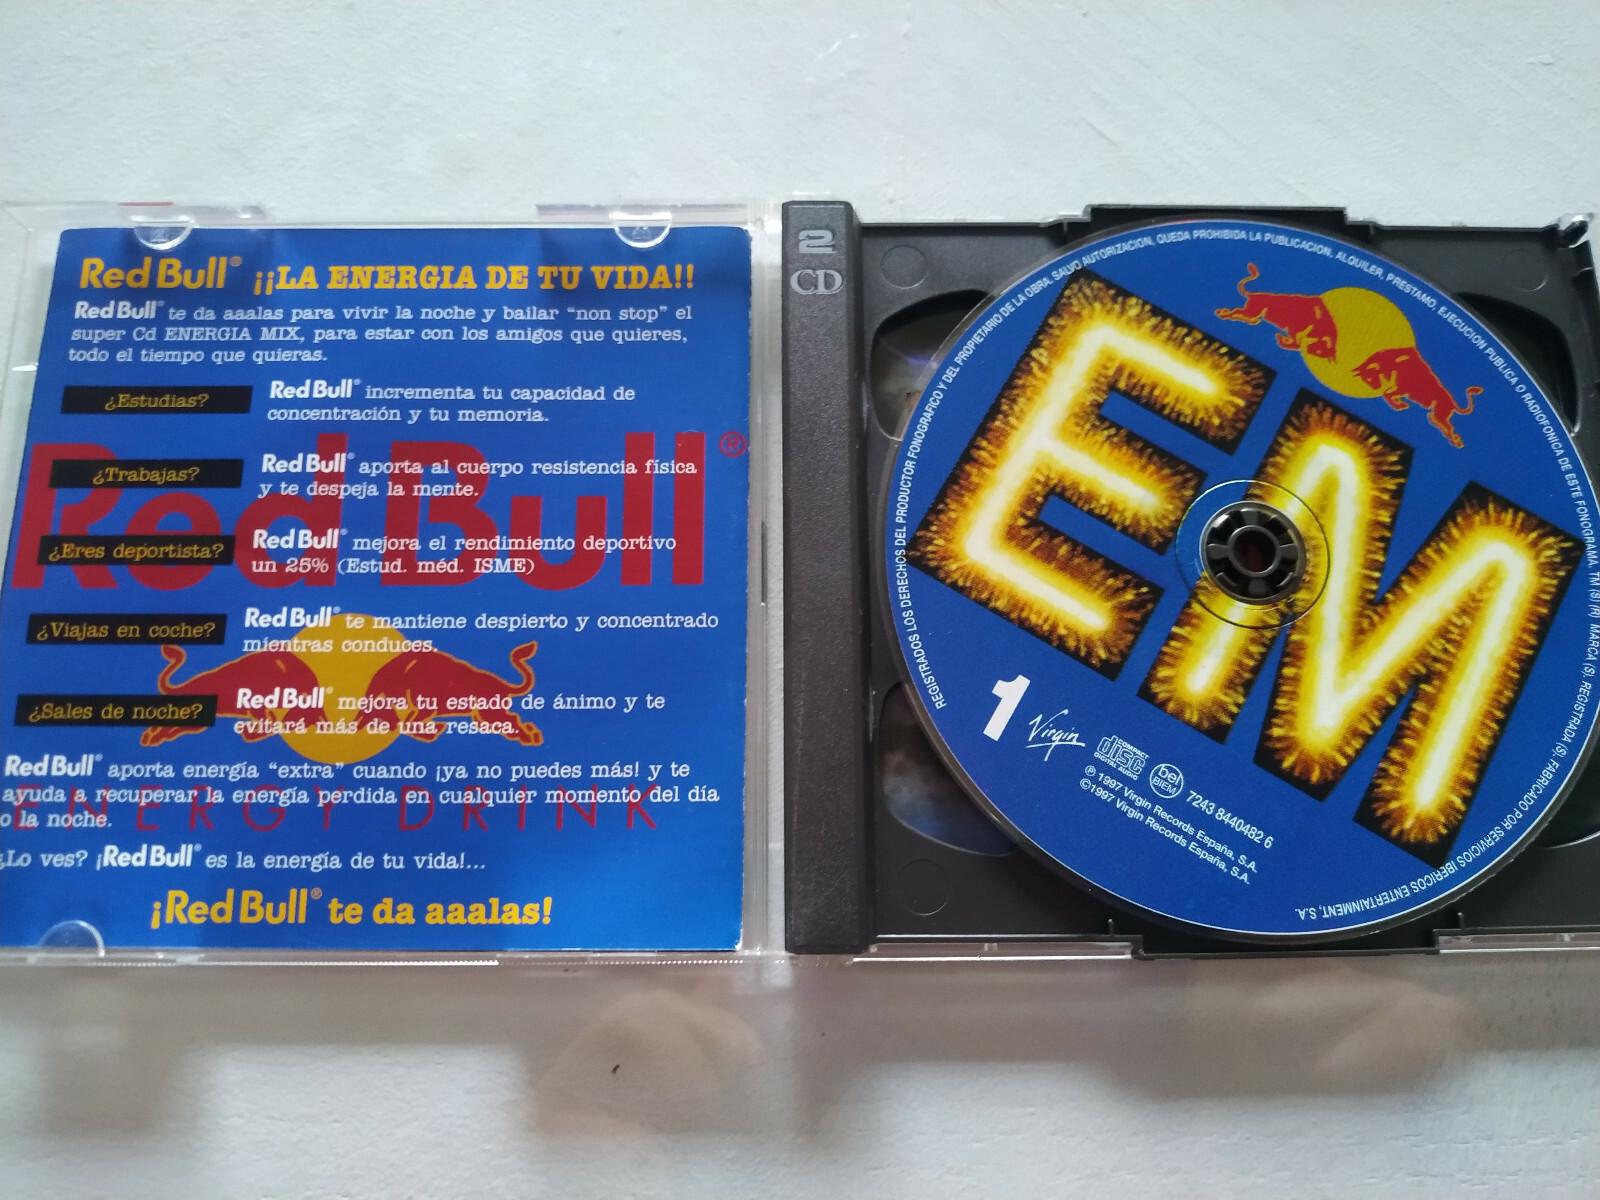 Red Bull® ¡¡LA ENERGIA DE TU VIDA!!
Red Bull® te da aaalas para vivir la noche y bailar “non stop” el
super Cd ENERGIA MIX, para estar con los amigos que quieres,
todo el tiempo que quieras.
¿Estudias?
Red Bull® incrementa tu capacidad de
concentración y tu memoria.
¿Trabajas?
Red Bull® aporta al cuerpo resistencia física
y te despeja la mente.
¿Eres deportista?
Red Bull® mejora el rendimiento deportivo
un 25% (Estud. méd. ISME)
¿Viajas en coche?
Red Bull® te mantiene despierto y concentrado
mientras conduces.
¿Sales de noche?
Red Bull® mejora tu estado de ánimo y te
evitará más de una resaca.
Red Bull® aporta energía “extra” cuando ¡ya no puedes más! y te
ayuda a recuperar la energía perdida en cualquier momento del día
o la noche.
¿Lo ves? ¡Red Bull® es la energía de tu vida!...
¡Red Bull® te da aaalas!
Red Bull®
ENERGY DRINK
2
CD
REGISTRADOS LOS DERECHOS DEL PRODUCTOR FONOGRAFICO Y DEL PROPIETARIO DE LA OBRA. SALVO AUTORIZACION, QUEDA PROHIBIDA LA PUBLICACION, ALQUILER, PRESTAMO, EJECUCION PUBLICA O RADIOFONICA DE ESTE FONOGRAMA. TM (S) (R) MARCA (S). REGISTRADA (S). FABRICADO POR SERVICIOS IBERICOS ENTERTAINMENT, S.A.
EM
1
Virgin
COMPACT
disc
DIGITAL AUDIO
bel
BIEM
7243 8440482 6
℗ 1997 Virgin Records España, S.A.
©1997 Virgin Records España, S.A.